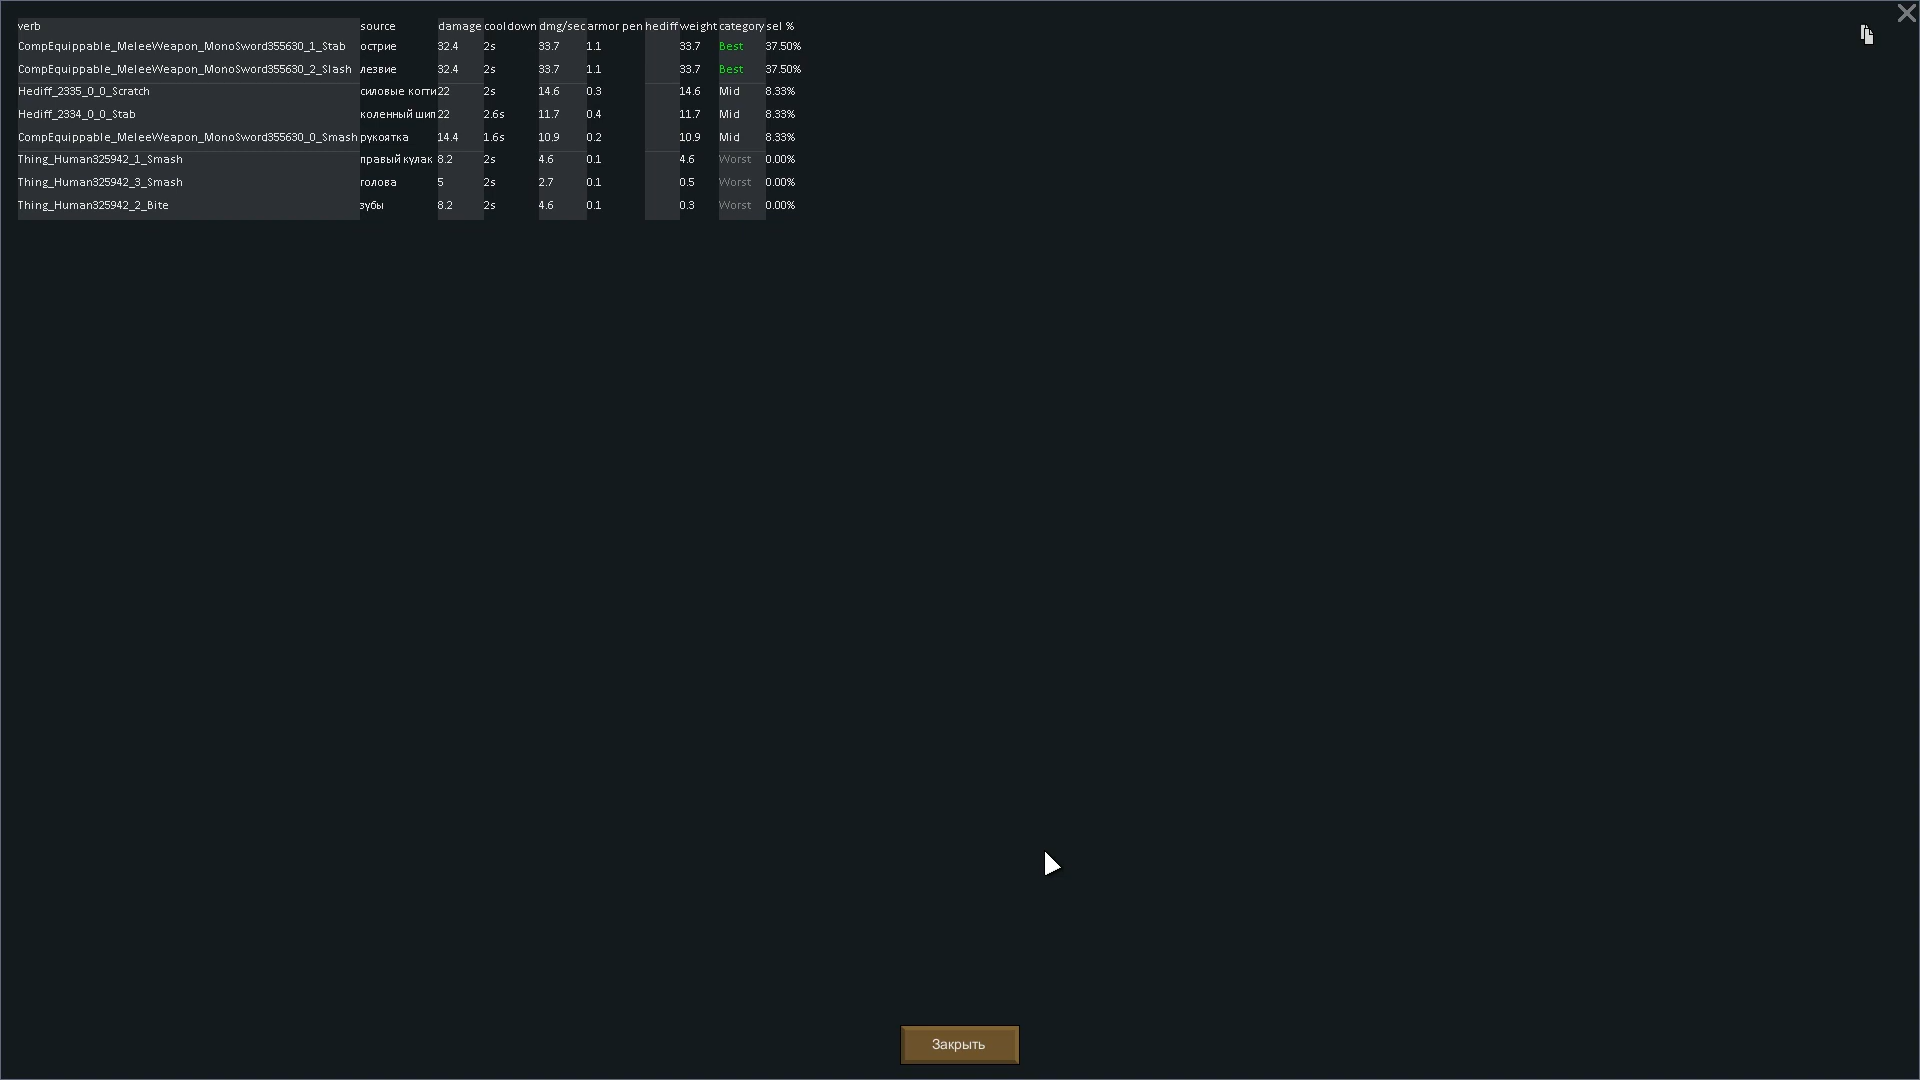 verb source damage cooldown dmg/sec armor pen hediff weight category sel %
CompEquippable_MeleeWeapon_MonoSword355630_1_Stab острие 32.4 2s 33.7 1.1 33.7 Best 37.50%
CompEquippable_MeleeWeapon_MonoSword355630_2_Slash лезвие 32.4 2s 33.7 1.1 33.7 Best 37.50%
Hediff_2335_0_0_Scratch силовые когти 22 2s 14.6 0.3 14.6 Mid 8.33%
Hediff_2334_0_0_Stab коленный шип 22 2.6s 11.7 0.4 11.7 Mid 8.33%
CompEquippable_MeleeWeapon_MonoSword355630_0_Smash рукоятка 14.4 1.6s 10.9 0.2 10.9 Mid 8.33%
Thing_Human325942_1_Smash правый кулак 8.2 2s 4.6 0.1 4.6 Worst 0.00%
Thing_Human325942_3_Smash голова 5 2s 2.7 0.1 0.5 Worst 0.00%
Thing_Human325942_2_Bite зубы 8.2 2s 4.6 0.1 0.3 Worst 0.00%
Закрыть